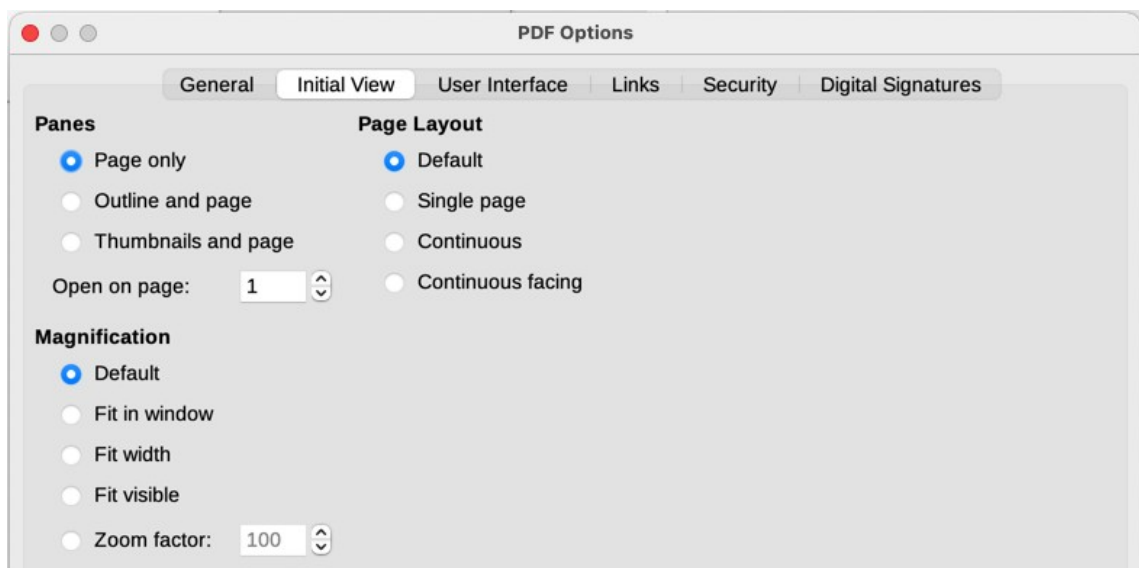 PDF Options
General Initial View User Interface Links Security Digital Signatures
Panes
Page only
Outline and page
Thumbnails and page
Open on page: 1
Page Layout
Default
Single page
Continuous
Continuous facing
Magnification
Default
Fit in window
Fit width
Fit visible
Zoom factor: 100